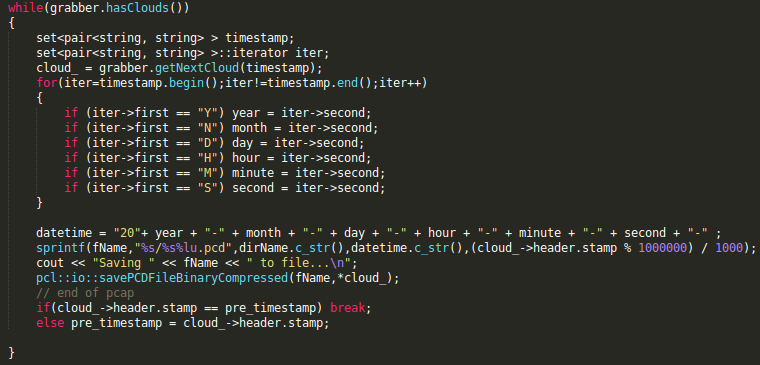 while(grabber.hasClouds())
{
    set<pair<string, string> > timestamp;
    set<pair<string, string> >::iterator iter;
    cloud_ = grabber.getNextCloud(timestamp);
    for(iter=timestamp.begin();iter!=timestamp.end();iter++)
    {
        if (iter->first == "Y") year = iter->second;
        if (iter->first == "N") month = iter->second;
        if (iter->first == "D") day = iter->second;
        if (iter->first == "H") hour = iter->second;
        if (iter->first == "M") minute = iter->second;
        if (iter->first == "S") second = iter->second;
    }
    datetime = "20"+ year + "-" + month + "-" + day + "-" + hour + "-" + minute + "-" + second + "-" ;
    sprintf(fName,"%s/%s%lu.pcd",dirName.c_str(),datetime.c_str(),(cloud_->header.stamp % 1000000) / 1000);
    cout << "Saving " << fName << " to file...\n";
    pcl::io::savePCDFileBinaryCompressed(fName,*cloud_);
    // end of pcap
    if(cloud_->header.stamp == pre_timestamp) break;
    else pre_timestamp = cloud_->header.stamp;
}